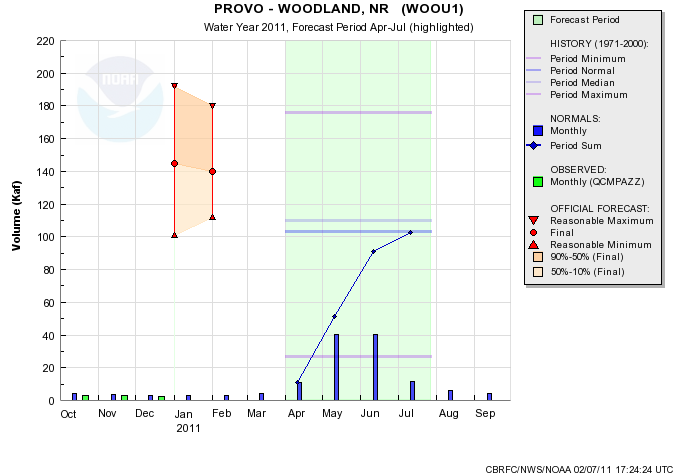 PROVO - WOODLAND, NR (WOOU1)
Water Year 2011, Forecast Period Apr-Jul (highlighted)
Volume (Kaf)
220
200
180
160
140
120
100
80
60
40
20
0
NOAA
Oct Nov Dec Jan Feb Mar Apr May Jun Jul Aug Sep
2011
Forecast Period
HISTORY (1971-2000):
Period Minimum
Period Normal
Period Median
Period Maximum
NORMALS:
Monthly
Period Sum
OBSERVED:
Monthly (QCMPAZZ)
OFFICIAL FORECAST:
Reasonable Maximum
Final
Reasonable Minimum
90%-50% (Final)
50%-10% (Final)
CBRFC/NWS/NOAA 02/07/11 17:24:24 UTC